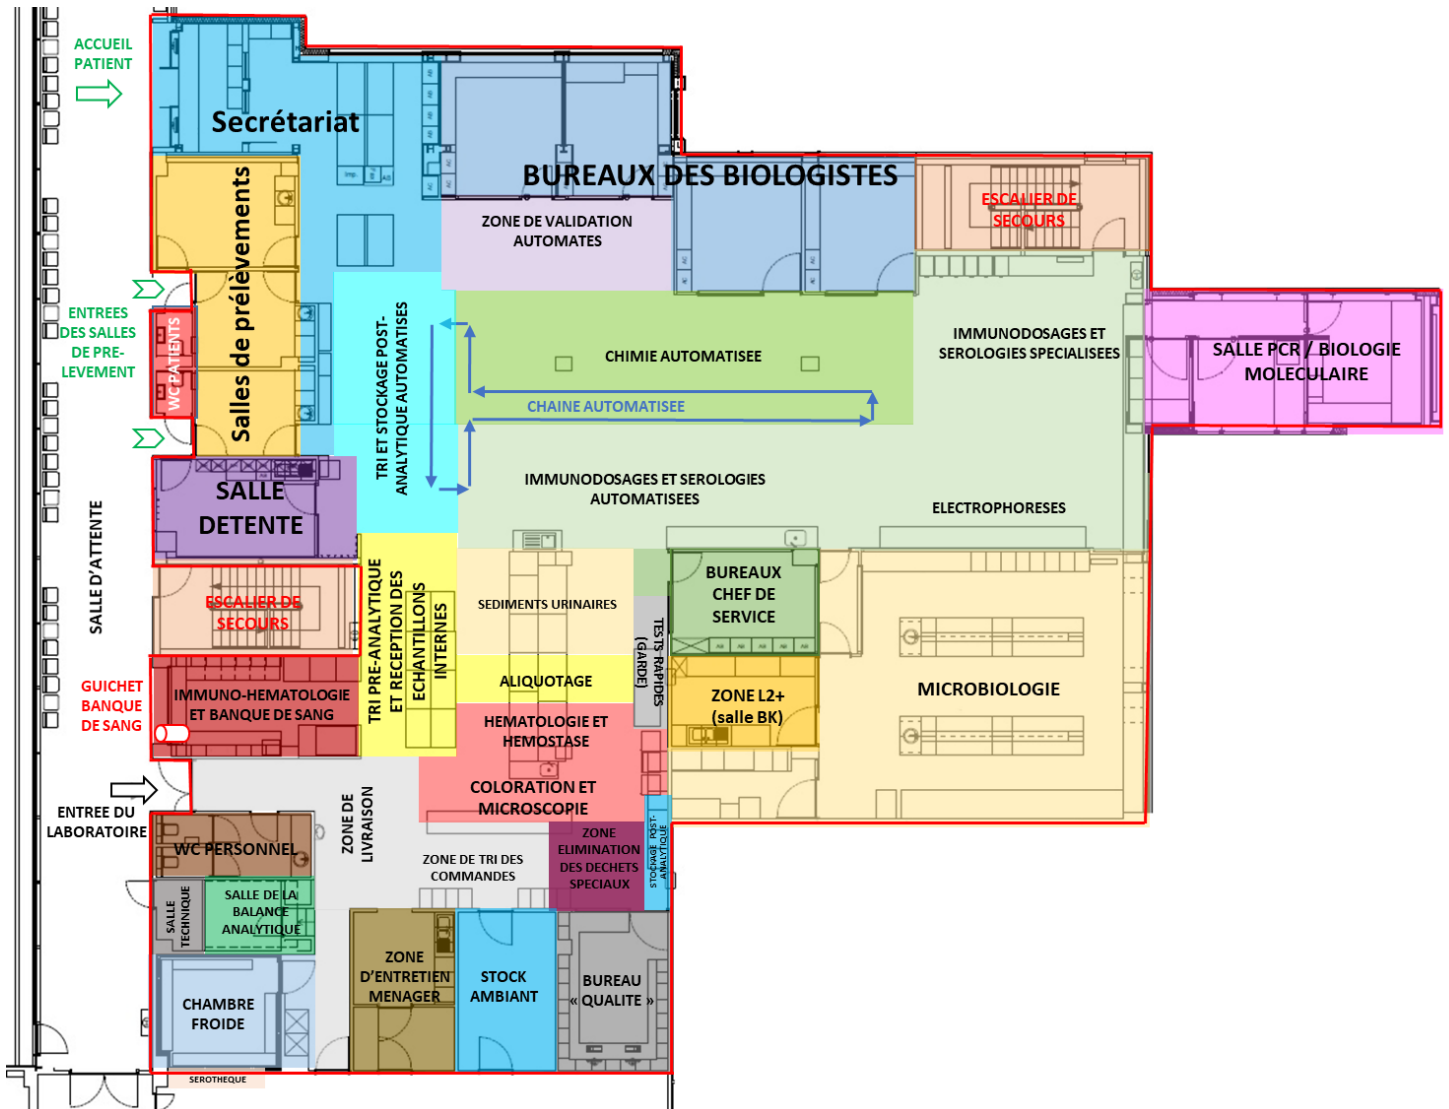 ACCUEIL
PATIENT
Secrétariat
BUREAUX DES BIOLOGISTES
ESCALIER DE
SECOURS
ZONE DE VALIDATION
AUTOMATES
Salles de prélèvements
ENTREES
DES SALLES
DE PRE-
LEVEMENT
WC PATIENTS
TRI ET STOCKAGE POST-
ANALYTIQUE AUTOMATISES
CHIMIE AUTOMATISEE
CHAINE AUTOMATISEE
IMMUNODOSAGES ET
SEROLOGIES SPECIALISEES
SALLE PCR / BIOLOGIE
MOLECULAIRE
IMMUNODOSAGES ET SEROLOGIES
AUTOMATISEES
ELECTROPHORESES
SALLE
DETENTE
SALLE D'ATTENTE
ESCALIER DE
SECOURS
TRI PRE-ANALYTIQUE
ET RECEPTION DES
ECHANTILLONS
INTERNES
SEDIMENTS URINAIRES
TESTS RAPIDES
(GARDE)
BUREAUX
CHEF DE
SERVICE
GUICHET
BANQUE
DE SANG
IMMUNO-HEMATOLOGIE
ET BANQUE DE SANG
ALIQUOTAGE
ZONE L2+
(salle BK)
MICROBIOLOGIE
HEMATOLOGIE ET
HEMOSTASE
COLORATION ET
MICROSCOPIE
ENTREE DU
LABORATOIRE
ZONE DE
LIVRAISON
WC PERSONNEL
ZONE DE TRI DES
COMMANDES
ZONE
ELIMINATION
DES DECHETS
SPECIAUX
STOCKAGE POST-
ANALYTIQUE
SALLE
TECHNIQUE
SALLE DE LA
BALANCE
ANALYTIQUE
CHAMBRE
FROIDE
ZONE
D'ENTRETIEN
MENAGER
STOCK
AMBIANT
BUREAU
« QUALITE »
SEROTHEQUE